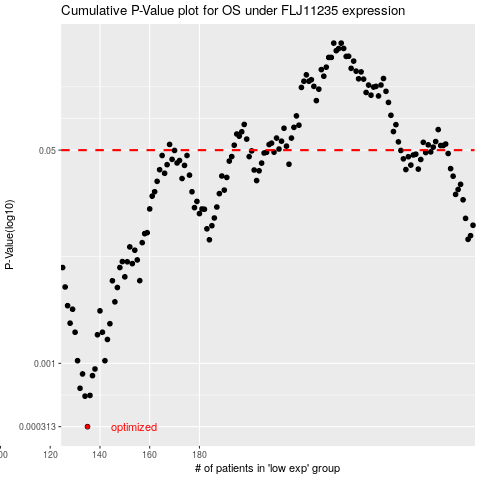 Cumulative P-Value plot for OS under FLJ11235 expression
P-Value(log10)
0.05
0.001
0.000313
optimized
00 120 140 160 180
# of patients in 'low exp' group